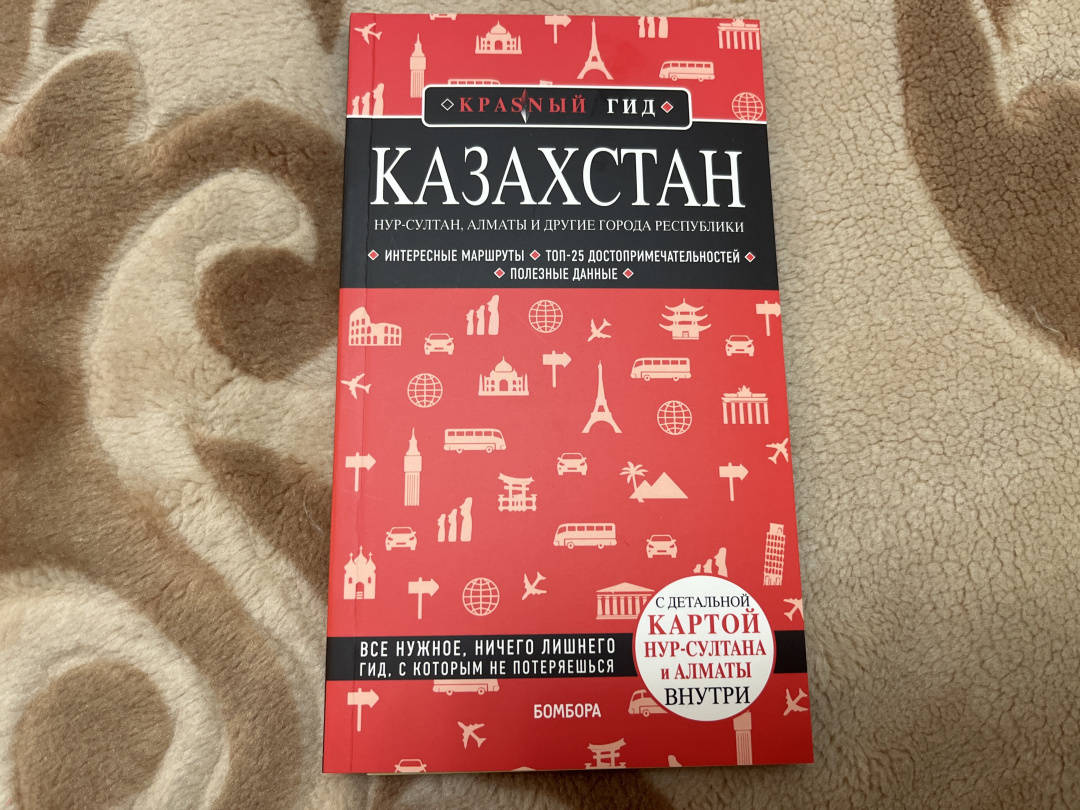 КРАSNЫЙ ГИД
КАЗАХСТАН
НУР-СУЛТАН, АЛМАТЫ И ДРУГИЕ ГОРОДА РЕСПУБЛИКИ
ИНТЕРЕСНЫЕ МАРШРУТЫ ТОП-25 ДОСТОПРИМЕЧАТЕЛЬНОСТЕЙ
ПОЛЕЗНЫЕ ДАННЫЕ
ВСЕ НУЖНОЕ, НИЧЕГО ЛИШНЕГО
ГИД, С КОТОРЫМ НЕ ПОТЕРЯЕШЬСЯ
С ДЕТАЛЬНОЙ
КАРТОЙ
НУР-СУЛТАНА
и АЛМАТЫ
ВНУТРИ
БОМБОРА